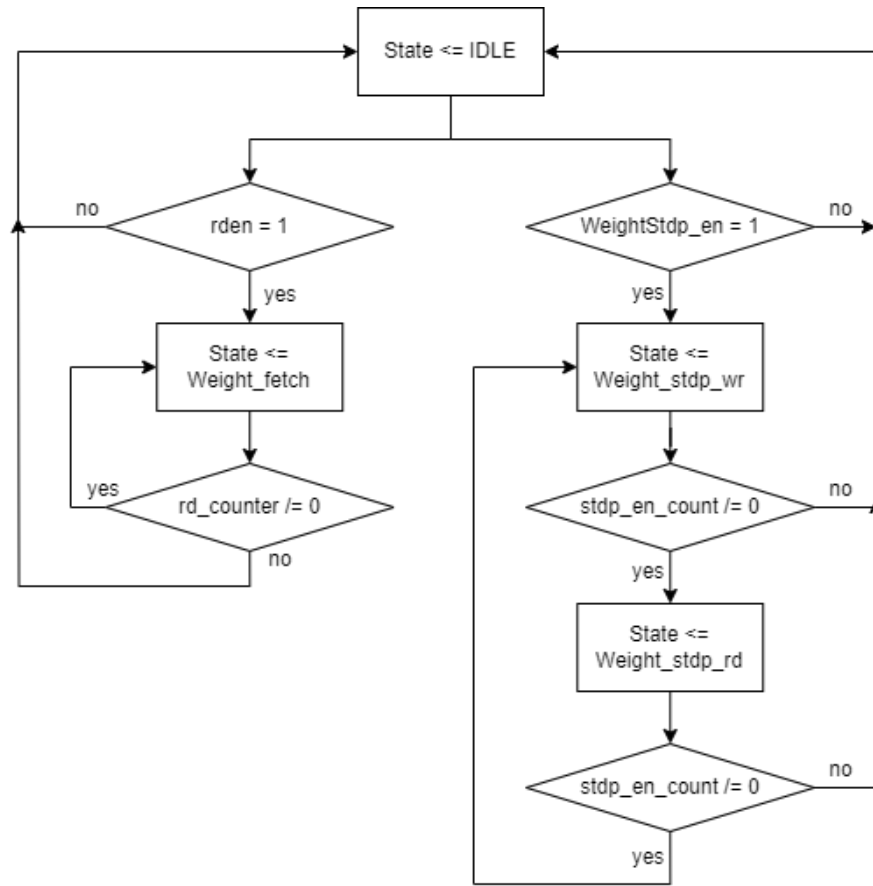 State <= IDLE
no
rden = 1
WeightStdp_en = 1
no
yes
yes
State <=
Weight_fetch
State <=
Weight_stdp_wr
yes
rd_counter /= 0
stdp_en_count /= 0
no
no
yes
State <=
Weight_stdp_rd
stdp_en_count /= 0
no
yes